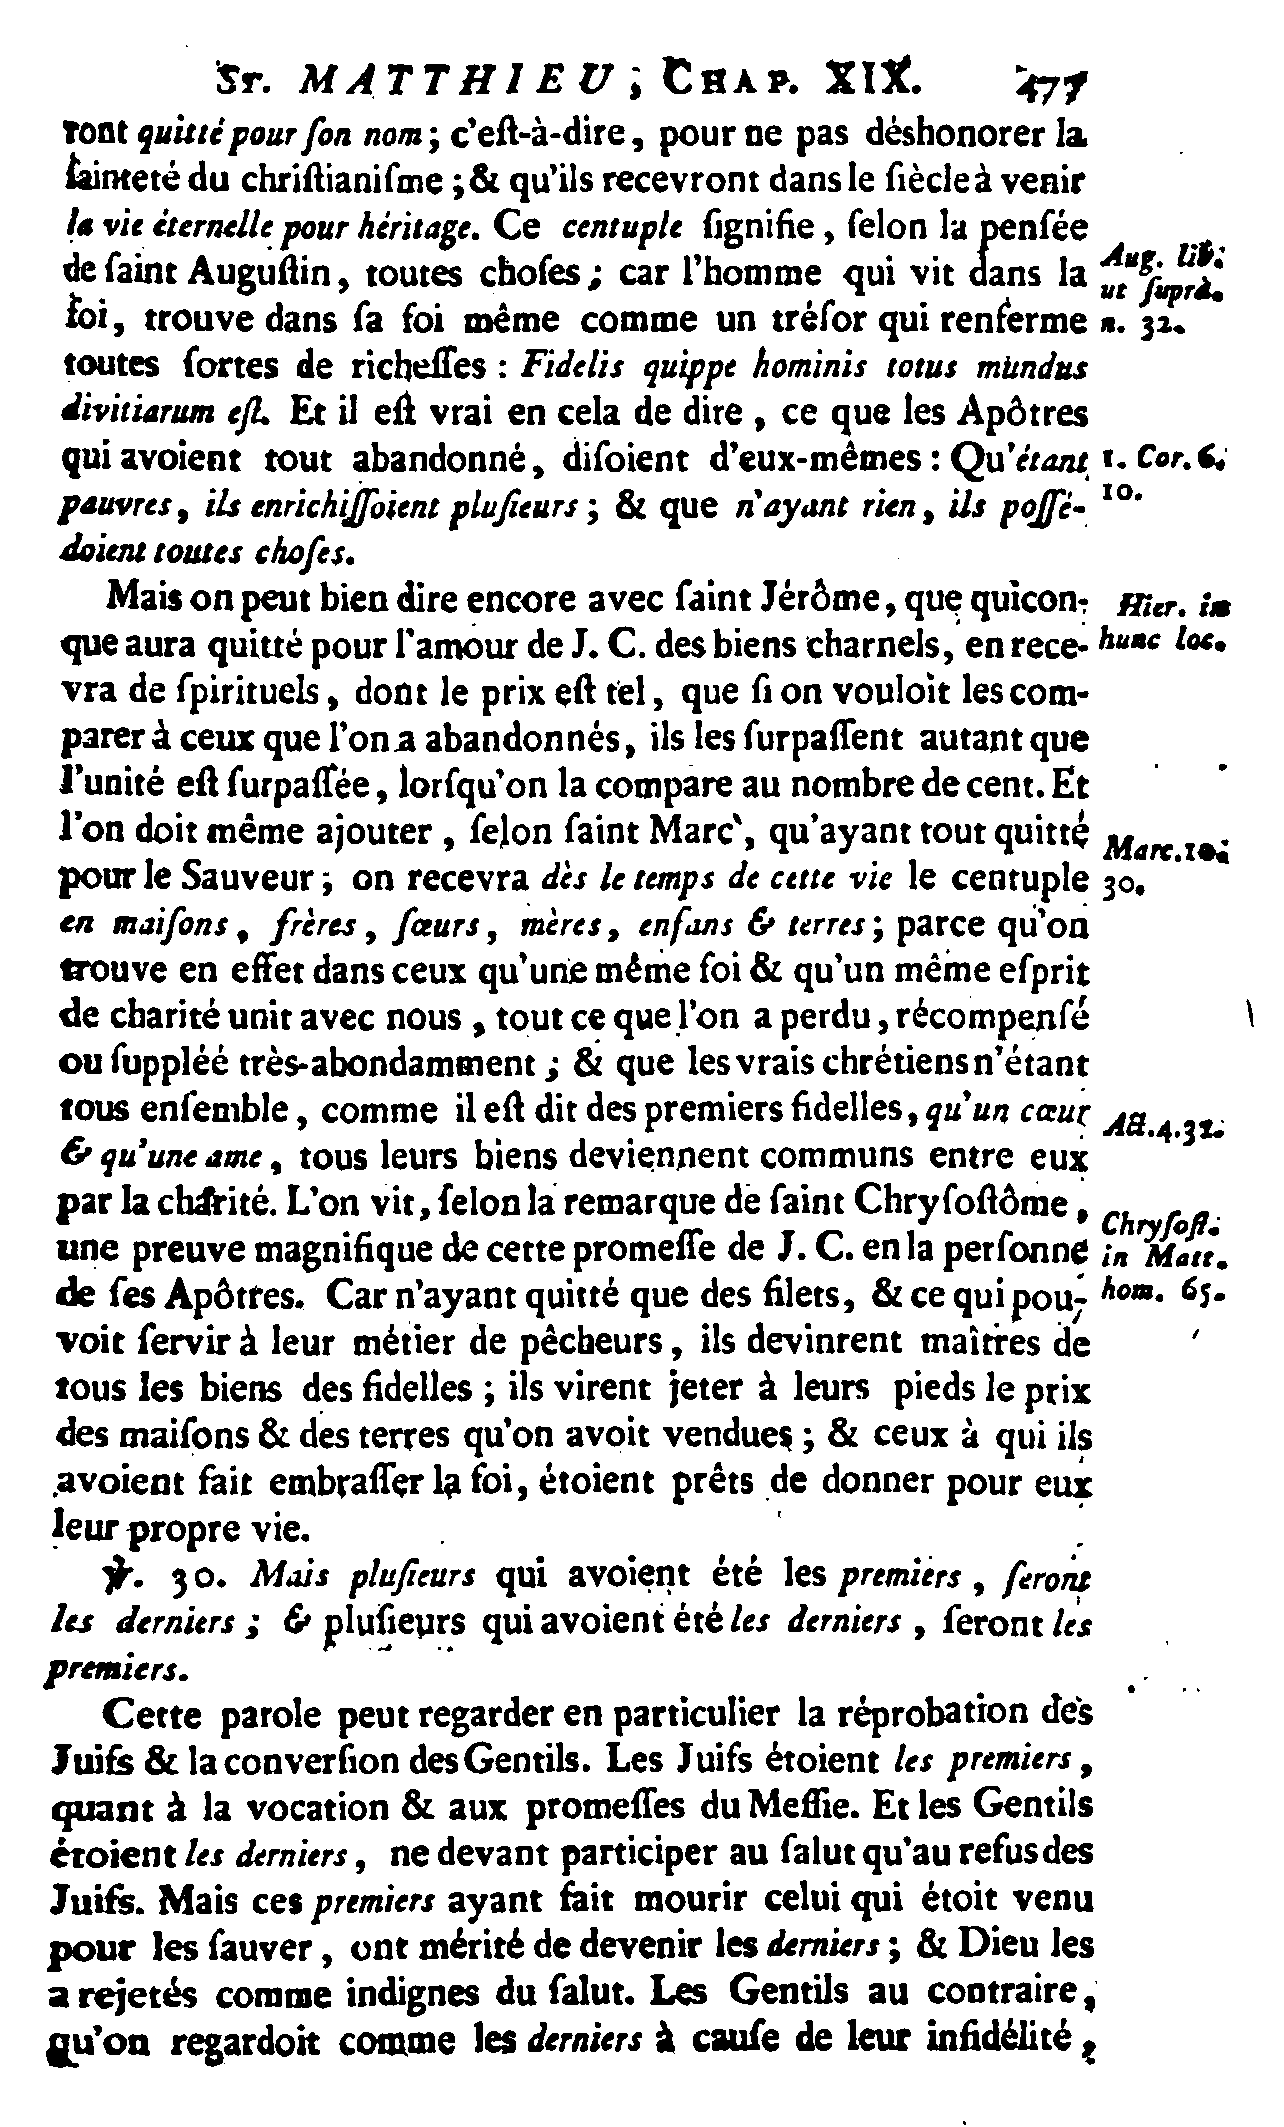 St. MATTHIEU, CHAP. XIX. 477
ront quitté pour ſon nom; c'eſt-à-dire, pour ne pas déshonorer la
ſainteté du chriſtianiſme; & qu'ils recevront dans le ſiècle à venir
la vie éternelle pour héritage. Ce centuple ſignifie, ſelon la penſée
de ſaint Auguſtin, toutes choſes; car l'homme qui vit dans la
foi, trouve dans ſa foi même comme un tréſor qui renferme
toutes ſortes de richeſſes : Fidelis quippe hominis totus mundus
divitiarum eſt. Et il eſt vrai en cela de dire, ce que les Apôtres
qui avoient tout abandonné, diſoient d'eux-mêmes : Qu'étant
pauvres, ils enrichiſſoient pluſieurs; & que n'ayant rien, ils poſſé-
doient toutes choſes.
Aug. lib.
ut ſuprà.
n. 32.
1. Cor. 6.
10.
Mais on peut bien dire encore avec ſaint Jérôme, que quicon-
que aura quitté pour l'amour de J. C. des biens charnels, en rece-
vra de ſpirituels, dont le prix eſt tel, que ſi on vouloit les com-
parer à ceux que l'on a abandonnés, ils les ſurpaſſent autant que
l'unité eſt ſurpaſſée, lorſqu'on la compare au nombre de cent. Et
l'on doit même ajouter, ſelon ſaint Marc, qu'ayant tout quitté
pour le Sauveur; on recevra dès le temps de cette vie le centuple
en maiſons, frères, ſœurs, mères, enfans & terres; parce qu'on
trouve en effet dans ceux qu'une même foi & qu'un même eſprit
de charité unit avec nous, tout ce que l'on a perdu, récompenſé
ou ſuppléé très-abondamment; & que les vrais chrétiens n'étant
tous enſemble, comme il eſt dit des premiers fidelles, qu'un cœur
& qu'une ame, tous leurs biens deviennent communs entre eux
par la charité. L'on vit, ſelon la remarque de ſaint Chryſoſtôme,
une preuve magnifique de cette promeſſe de J. C. en la perſonne
de ſes Apôtres. Car n'ayant quitté que des filets, & ce qui pou-
voit ſervir à leur métier de pêcheurs, ils devinrent maîtres de
tous les biens des fidelles; ils virent jeter à leurs pieds le prix
des maiſons & des terres qu'on avoit vendues; & ceux à qui ils
avoient fait embraſſer la foi, étoient prêts de donner pour eux
leur propre vie.
Hier. in
hunc loc.
Marc. 10.
30.
Act. 4. 32.
Chryſoſt.
in Matt.
hom. 65.
℣. 30. Mais pluſieurs qui avoient été les premiers, ſeront
les derniers; & pluſieurs qui avoient été les derniers, ſeront les
premiers.
Cette parole peut regarder en particulier la réprobation des
Juifs & la converſion des Gentils. Les Juifs étoient les premiers,
quant à la vocation & aux promeſſes du Meſſie. Et les Gentils
étoient les derniers, ne devant participer au ſalut qu'au refus des
Juifs. Mais ces premiers ayant fait mourir celui qui étoit venu
pour les ſauver, ont mérité de devenir les derniers; & Dieu les
a rejetés comme indignes du ſalut. Les Gentils au contraire,
qu'on regardoit comme les derniers à cauſe de leur infidélité,